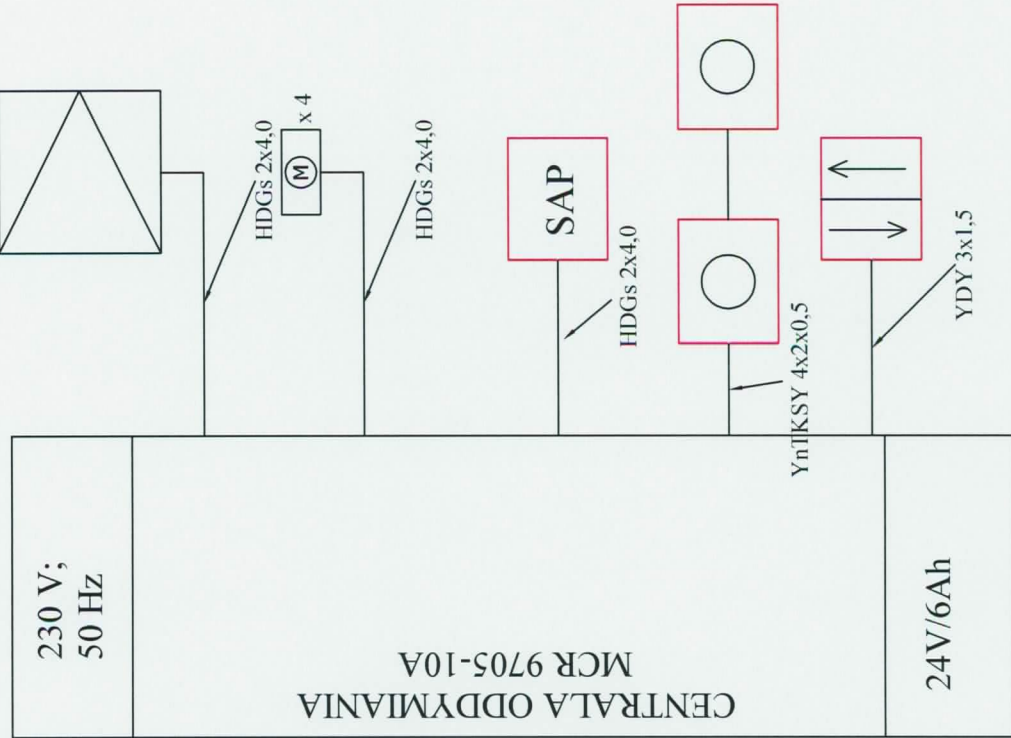 230 V;
50 Hz
CENTRALA ODDYMIANIA
MCR 9705-10A
24V/6Ah
HDGs 2x4,0
M
x 4
HDGs 2x4,0
SAP
HDGs 2x4,0
YnTKSY 4x2x0,5
YDY 3x1,5